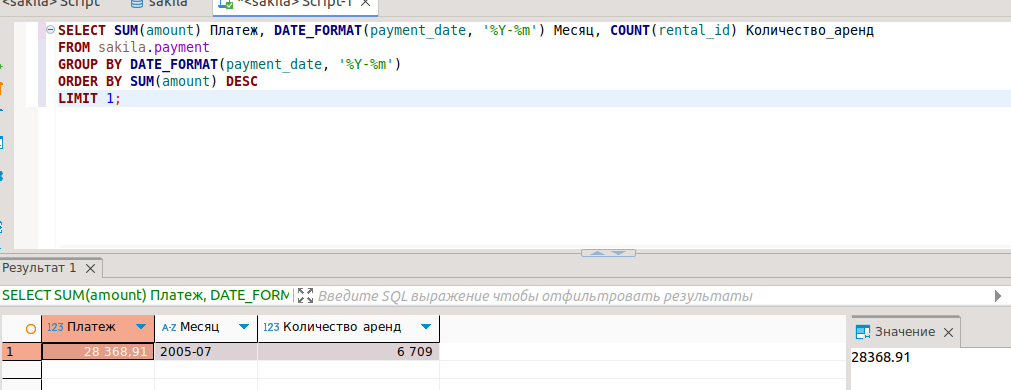 <sakila> Script
sakila
*<sakila> Script-1
SELECT SUM(amount) Платеж, DATE_FORMAT(payment_date, '%Y-%m') Месяц, COUNT(rental_id) Количество_аренд
FROM sakila.payment
GROUP BY DATE_FORMAT(payment_date, '%Y-%m')
ORDER BY SUM(amount) DESC
LIMIT 1;
Результат 1
SELECT SUM(amount) Платеж, DATE_FORM
Введите SQL выражение чтобы отфильтровать результаты
123 Платеж
A-Z Месяц
123 Количество_аренд
Значение
1
28 368,91
2005-07
6 709
28368.91